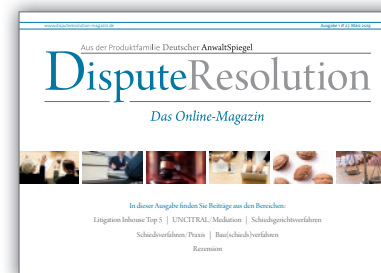 www.disputeresolution-magazin.de
Ausgabe 1 // 27. März 2019
Aus der Produktfamilie Deutscher AnwaltSpiegel
DisputeResolution
Das Online-Magazin
In dieser Ausgabe finden Sie Beiträge aus den Bereichen:
Litigation Inhouse Top 5 | UNCITRAL/Mediation | Schiedsgerichtsverfahren
Schiedsverfahren/Praxis | Bau(schieds)verfahren
Rezension